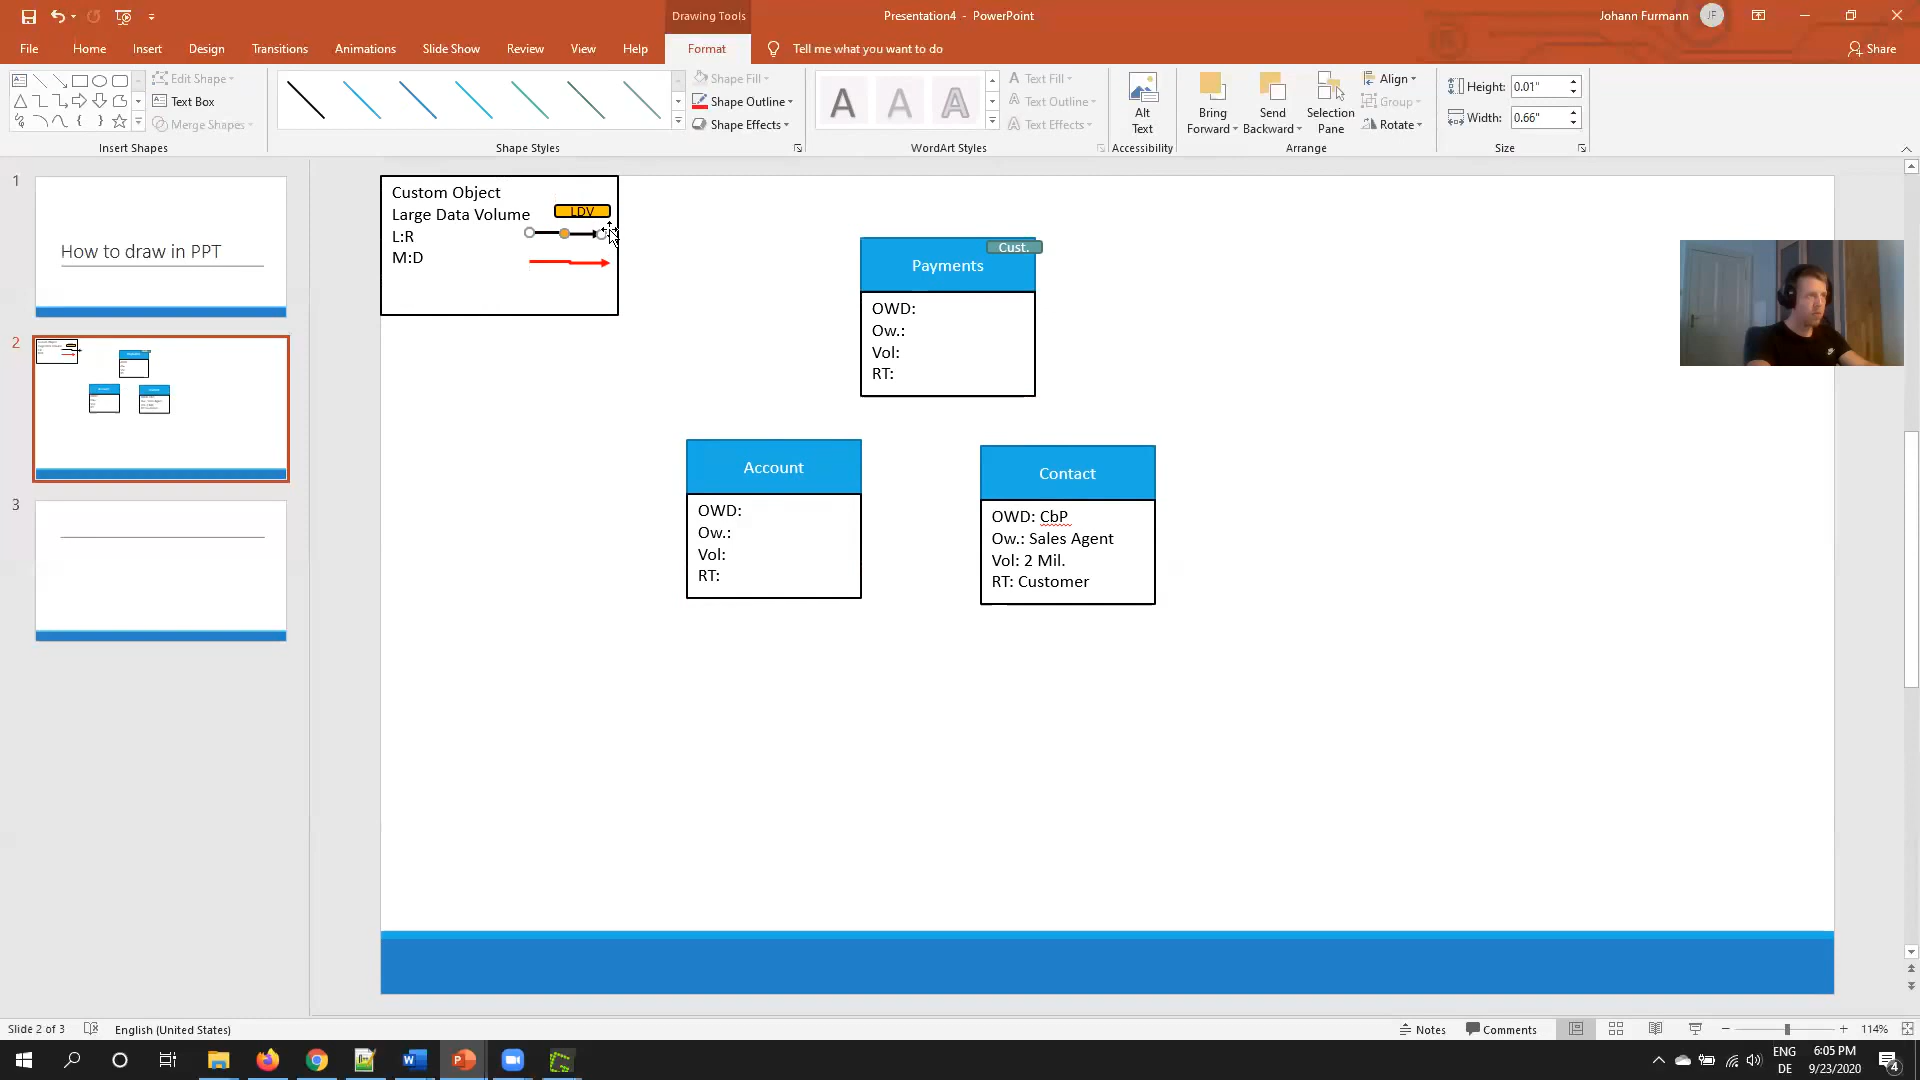 Drawing Tools
Presentation4 - PowerPoint
Johann Furmann
JF
File
Home
Insert
Design
Transitions
Animations
Slide Show
Review
View
Help
Format
Tell me what you want to do
Share
Edit Shape
Text Box
Merge Shapes
Insert Shapes
Shape Fill
Shape Outline
Shape Effects
Shape Styles
A A A
A Text Fill
A Text Outline
A Text Effects
WordArt Styles
Alt
Text
Accessibility
Bring
Forward
Send
Backward
Selection
Pane
Align
Group
Rotate
Arrange
Height: 0.01"
Width: 0.66"
Size
1
How to draw in PPT
2
3
Custom Object
Large Data Volume
LDV
L:R
M:D
Cust.
Payments
OWD:
Ow.:
Vol:
RT:
Account
OWD:
Ow.:
Vol:
RT:
Contact
OWD: CbP
Ow.: Sales Agent
Vol: 2 Mil.
RT: Customer
Slide 2 of 3
English (United States)
Notes
Comments
114%
ENG
DE
6:05 PM
9/23/2020
4